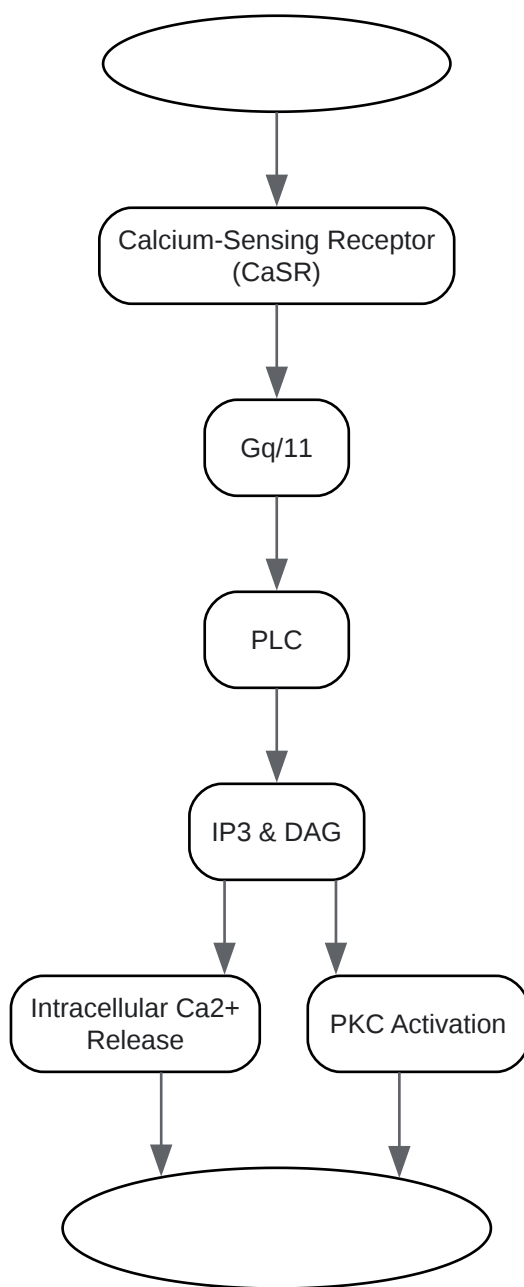 Calcium-Sensing Receptor
(CaSR)
Gq/11
PLC
IP3 & DAG
Intracellular Ca2+
Release
PKC Activation